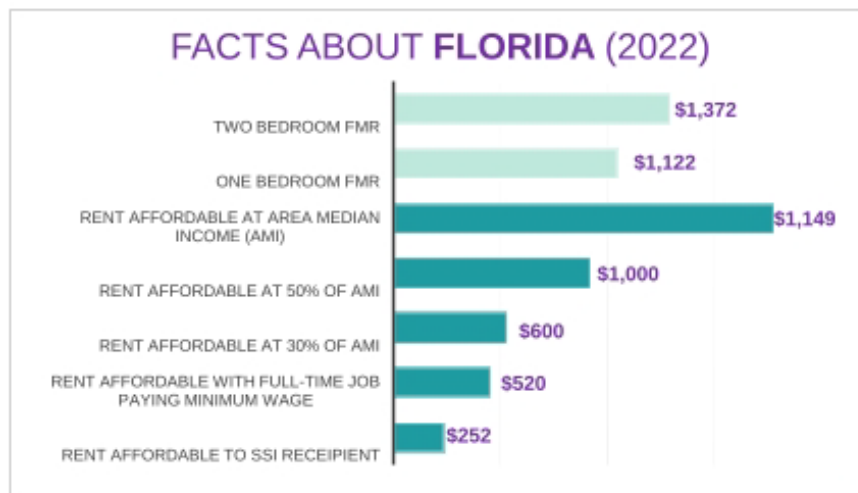 FACTS ABOUT FLORIDA (2022)
TWO BEDROOM FMR
$1,372
ONE BEDROOM FMR
$1,122
RENT AFFORDABLE AT AREA MEDIAN
INCOME (AMI)
$1,149
RENT AFFORDABLE AT 50% OF AMI
$1,000
RENT AFFORDABLE AT 30% OF AMI
$600
RENT AFFORDABLE WITH FULL-TIME JOB
PAYING MINIMUM WAGE
$520
RENT AFFORDABLE TO SSI RECEIPIENT
$252